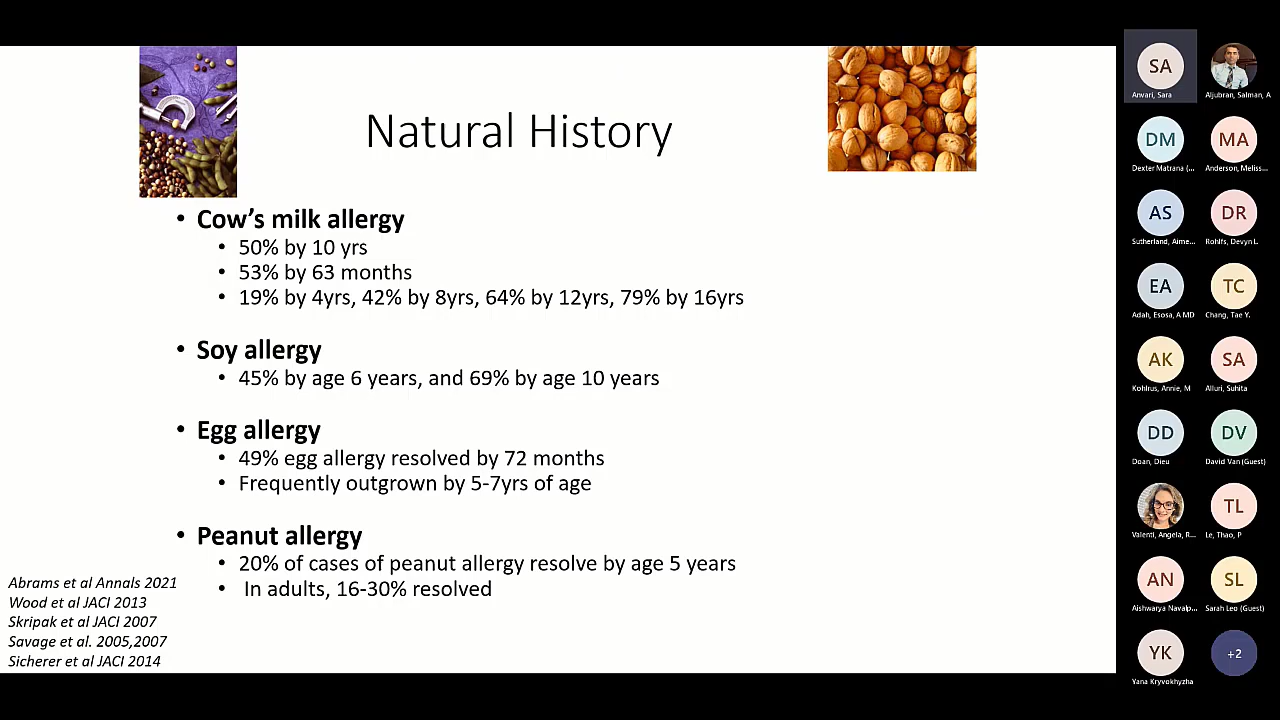 Natural History
• Cow's milk allergy
• 50% by 10 yrs
• 53% by 63 months
• 19% by 4yrs, 42% by 8yrs, 64% by 12yrs, 79% by 16yrs
• Soy allergy
• 45% by age 6 years, and 69% by age 10 years
• Egg allergy
• 49% egg allergy resolved by 72 months
• Frequently outgrown by 5-7yrs of age
• Peanut allergy
• 20% of cases of peanut allergy resolve by age 5 years
• In adults, 16-30% resolved
Abrams et al Annals 2021
Wood et al JACI 2013
Skripak et al JACI 2007
Savage et al. 2005,2007
Sicherer et al JACI 2014
SA
Anvari, Sara
Aljubran, Salman, A
DM
Dexter Matrana (...
MA
Anderson, Meliss...
AS
Sutherland, Aime...
DR
Rohlfs, Devyn L
EA
Adah, Esosa, A MD
TC
Chang, Tae Y.
AK
Kohlrus, Annie, M
SA
Alluri, Suhita
DD
Doan, Dieu
DV
David Van (Guest)
Valenti, Angela, R...
TL
Le, Thao, P
AN
Aishwarya Navalp...
SL
Sarah Leo (Guest)
YK
Yana Kryvokhyzha
+2